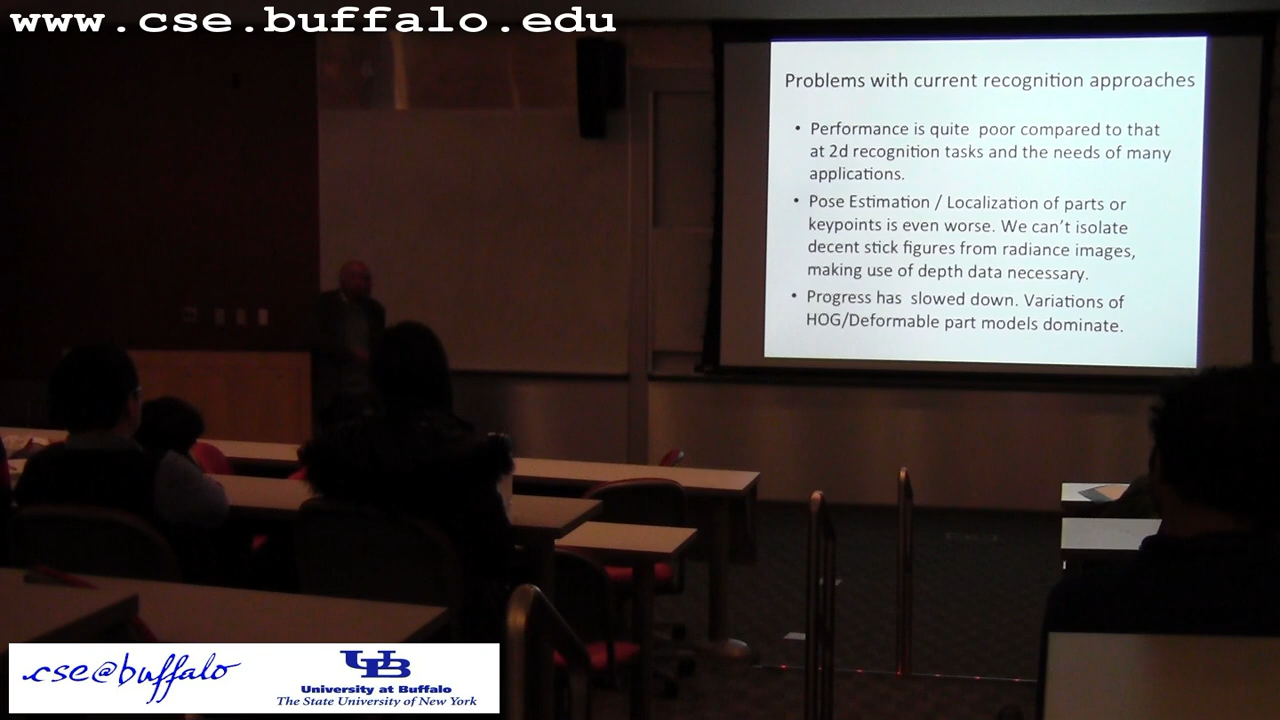 www.cse.buffalo.edu
Problems with current recognition approaches
• Performance is quite poor compared to that
at 2d recognition tasks and the needs of many
applications.
• Pose Estimation / Localization of parts or
keypoints is even worse. We can't isolate
decent stick figures from radiance images,
making use of depth data necessary.
• Progress has slowed down. Variations of
HOG/Deformable part models dominate.
cse@buffalo
UB
University at Buffalo
The State University of New York